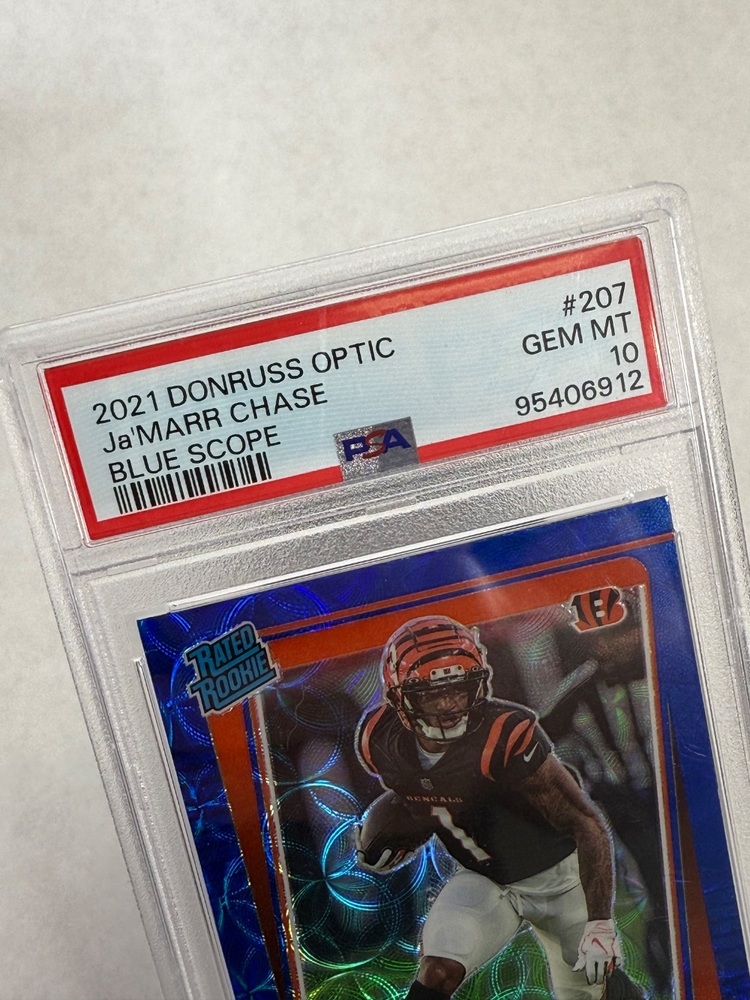 2021 DONRUSS OPTIC
Ja'MARR CHASE
BLUE SCOPE
#207
GEM MT
10
95406912
PSA
RATED
ROOKIE
B
BENGALS
1